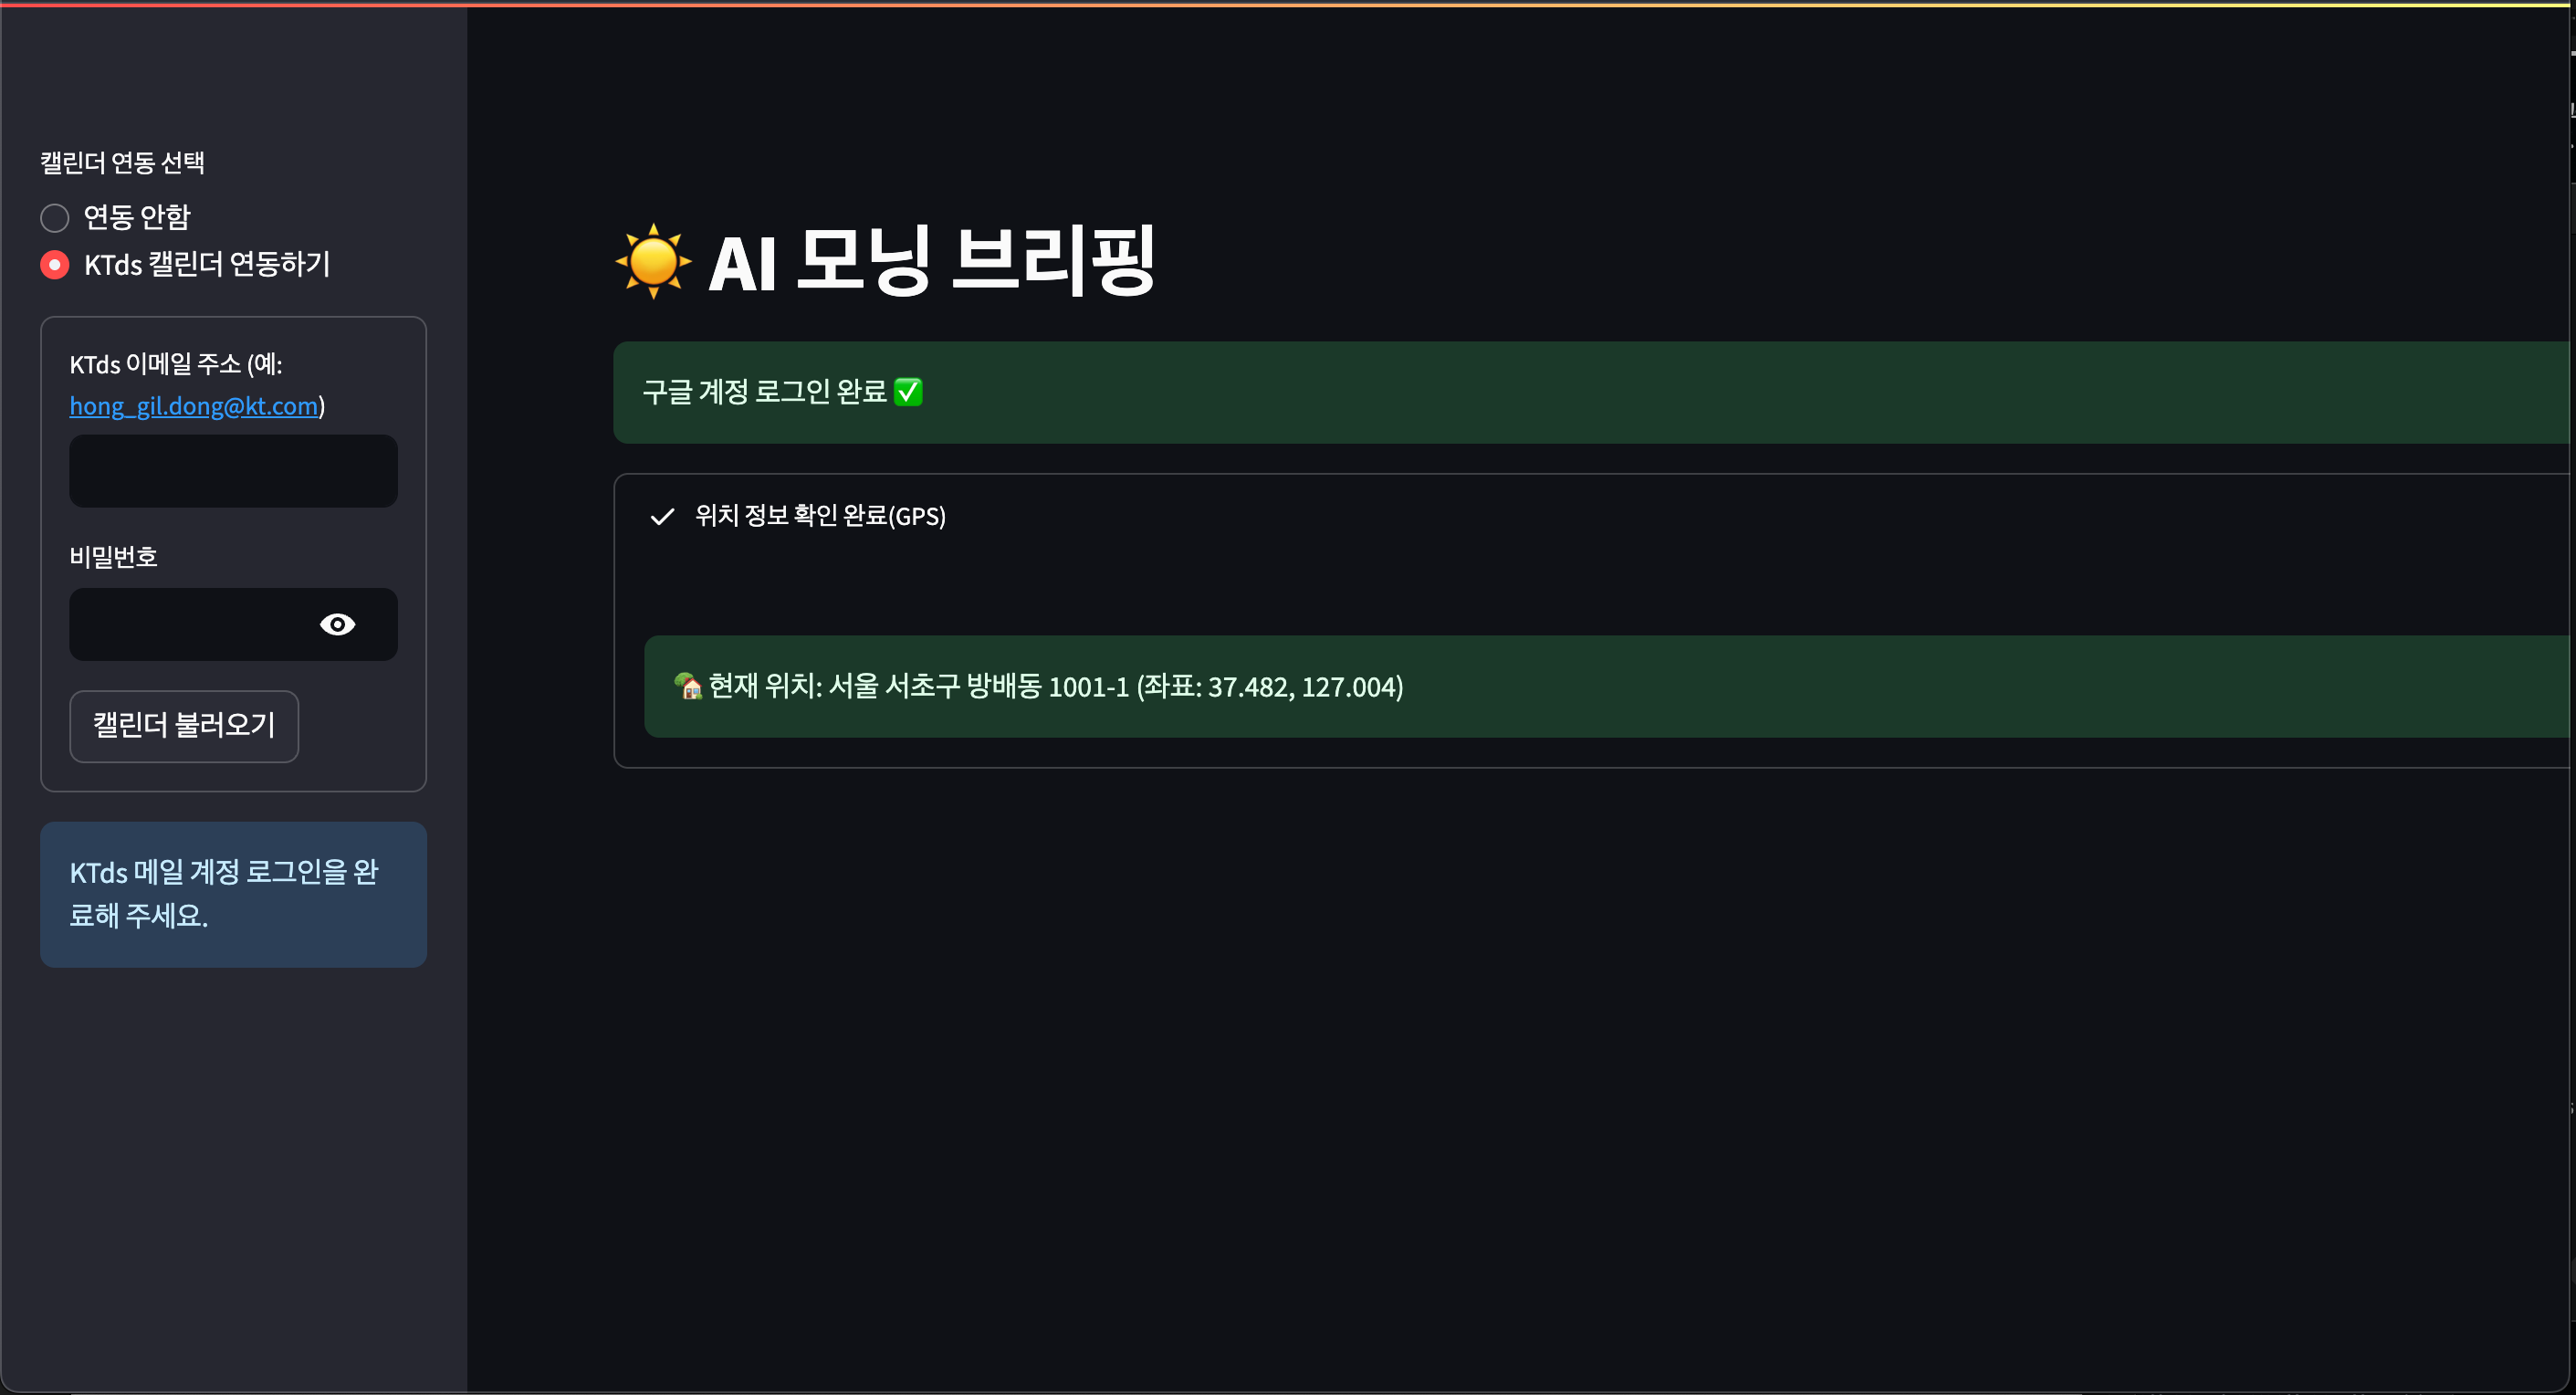 캘린더 연동 선택
연동 안함
KTds 캘린더 연동하기
KTds 이메일 주소 (예:
hong_gil.dong@kt.com)
비밀번호
캘린더 불러오기
KTds 메일 계정 로그인을 완
료해 주세요.
☀️ AI 모닝 브리핑
구글 계정 로그인 완료 ✅
위치 정보 확인 완료(GPS)
🏡 현재 위치: 서울 서초구 방배동 1001-1 (좌표: 37.482, 127.004)